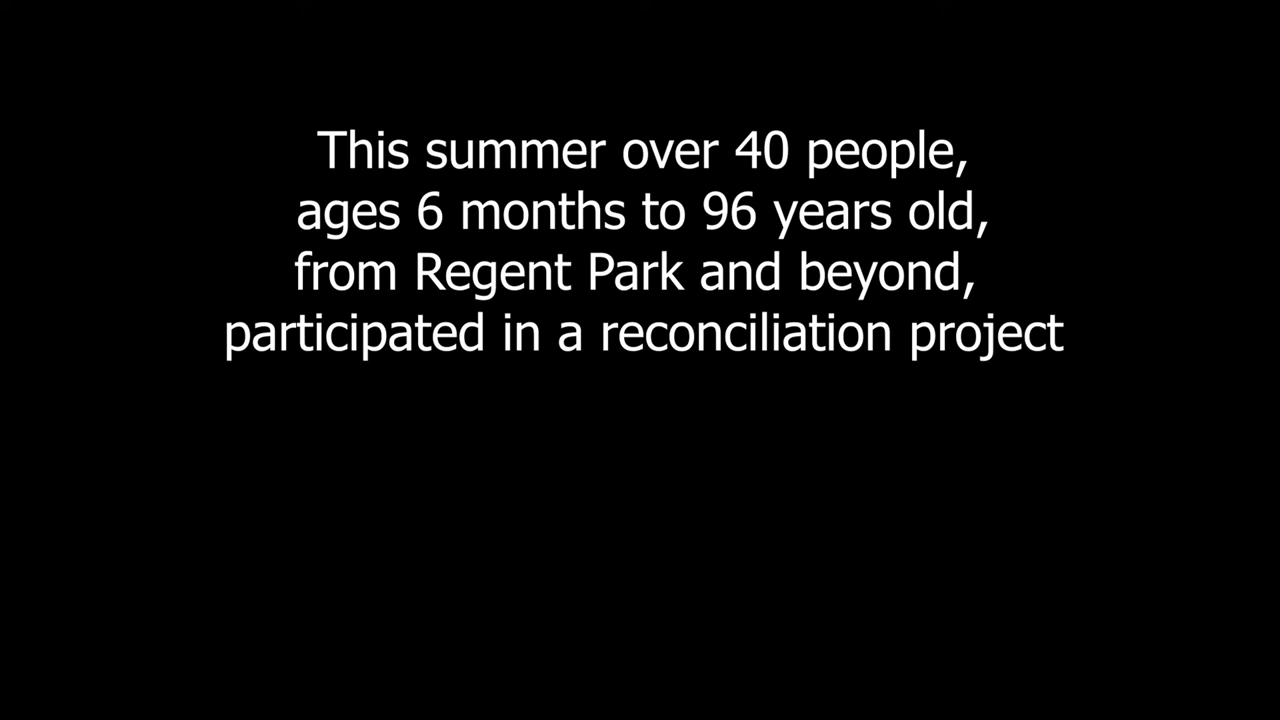 This summer over 40 people,
ages 6 months to 96 years old,
from Regent Park and beyond,
participated in a reconciliation project